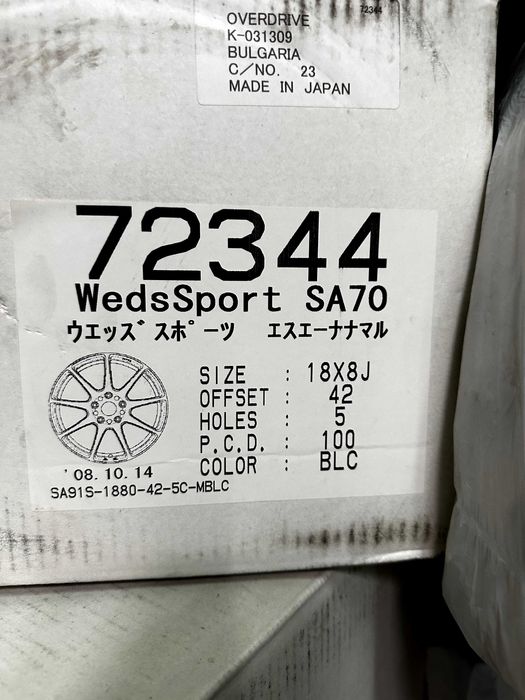 72344
OVERDRIVE
K-031309
BULGARIA
C/NO. 23
MADE IN JAPAN
72344
WedsSport SA70
ウエッズスポーツ エスエーナナマル
SIZE : 18X8J
OFFSET : 42
HOLES : 5
P.C.D. : 100
COLOR : BLC
'08.10.14
SA91S-1880-42-5C-MBLC